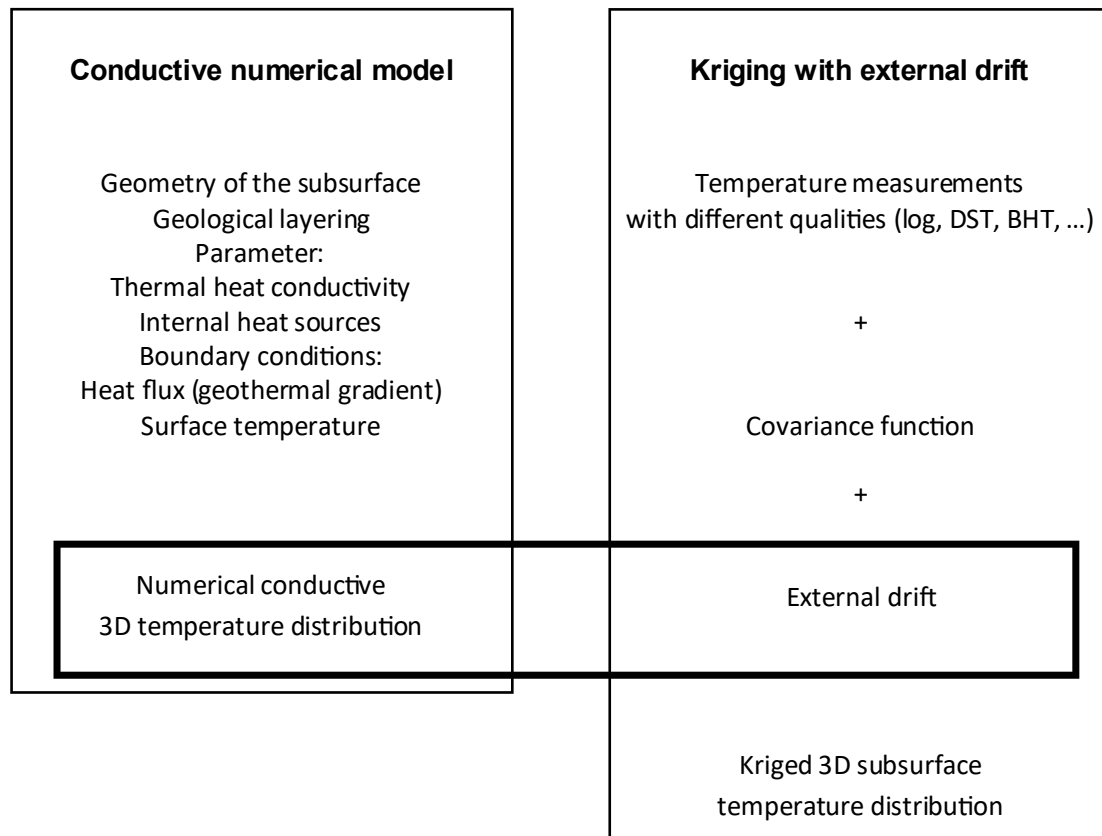 Conductive numerical model
Geometry of the subsurface
Geological layering
Parameter:
Thermal heat conductivity
Internal heat sources
Boundary conditions:
Heat flux (geothermal gradient)
Surface temperature
Numerical conductive
3D temperature distribution
Kriging with external drift
Temperature measurements
with different qualities (log, DST, BHT, ...)
+
Covariance function
+
External drift
Kriged 3D subsurface
temperature distribution